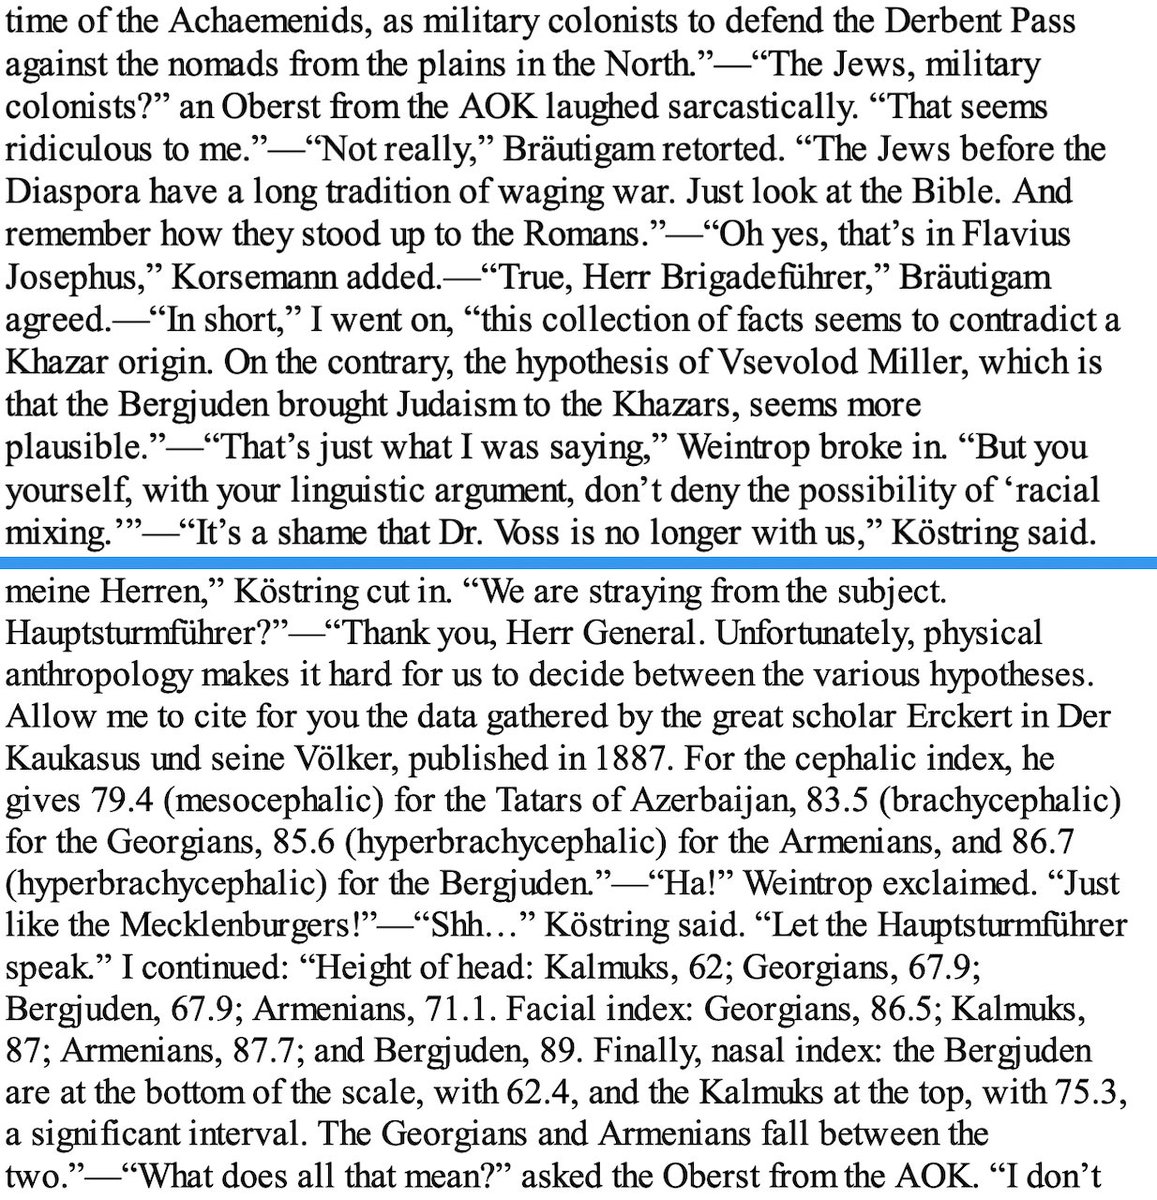 time of the Achaemenids, as military colonists to defend the Derbent Pass
against the nomads from the plains in the North.”—“The Jews, military
colonists?” an Oberst from the AOK laughed sarcastically. “That seems
ridiculous to me.”—“Not really,” Bräutigam retorted. “The Jews before the
Diaspora have a long tradition of waging war. Just look at the Bible. And
remember how they stood up to the Romans.”—“Oh yes, that’s in Flavius
Josephus,” Korsemann added.—“True, Herr Brigadeführer,” Bräutigam
agreed.—“In short,” I went on, “this collection of facts seems to contradict a
Khazar origin. On the contrary, the hypothesis of Vsevolod Miller, which is
that the Bergjuden brought Judaism to the Khazars, seems more
plausible.”—“That’s just what I was saying,” Weintrop broke in. “But you
yourself, with your linguistic argument, don’t deny the possibility of ‘racial
mixing.’”—“It’s a shame that Dr. Voss is no longer with us,” Köstring said.
meine Herren,” Köstring cut in. “We are straying from the subject.
Hauptsturmführer?”—“Thank you, Herr General. Unfortunately, physical
anthropology makes it hard for us to decide between the various hypotheses.
Allow me to cite for you the data gathered by the great scholar Erckert in Der
Kaukasus und seine Völker, published in 1887. For the cephalic index, he
gives 79.4 (mesocephalic) for the Tatars of Azerbaijan, 83.5 (brachycephalic)
for the Georgians, 85.6 (hyperbrachycephalic) for the Armenians, and 86.7
(hyperbrachycephalic) for the Bergjuden.”—“Ha!” Weintrop exclaimed. “Just
like the Mecklenburgers!”—“Shh…” Köstring said. “Let the Hauptsturmführer
speak.” I continued: “Height of head: Kalmuks, 62; Georgians, 67.9;
Bergjuden, 67.9; Armenians, 71.1. Facial index: Georgians, 86.5; Kalmuks,
87; Armenians, 87.7; and Bergjuden, 89. Finally, nasal index: the Bergjuden
are at the bottom of the scale, with 62.4, and the Kalmuks at the top, with 75.3,
a significant interval. The Georgians and Armenians fall between the
two.”—“What does all that mean?” asked the Oberst from the AOK. “I don’t